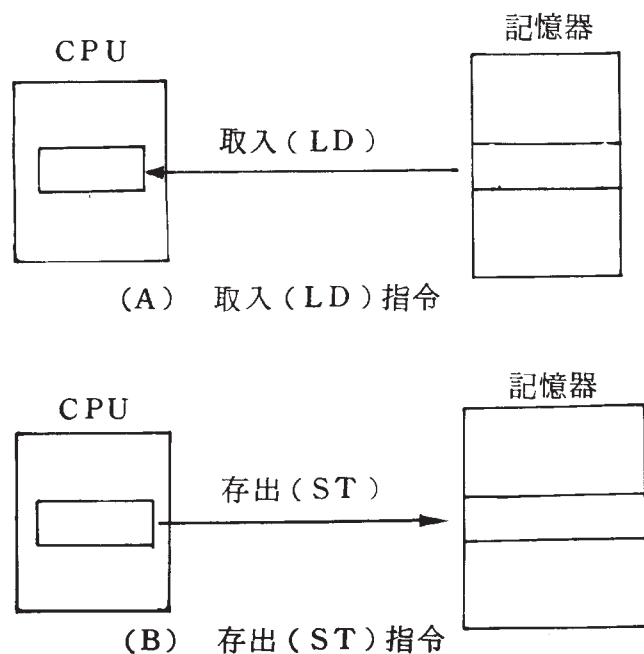 記憶器
CPU
取入(LD)
(A) 取入(LD)指令
記憶器
CPU
存出(ST)
(B) 存出(ST)指令